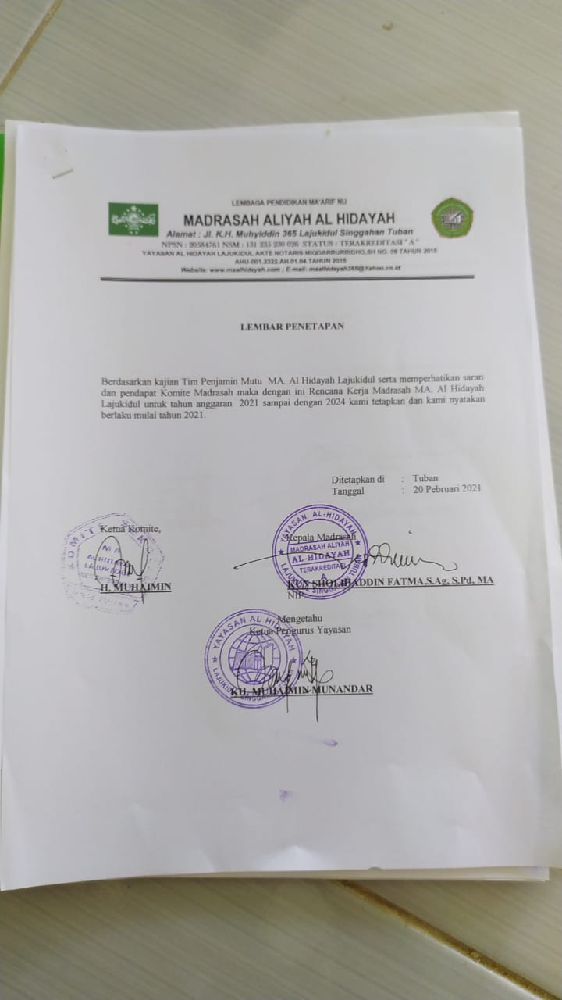 LEMBAGA PENDIDIKAN MA'ARIF NU
MADRASAH ALIYAH AL HIDAYAH
Alamat : Jl. K.H. Muhyiddin 365 Lajukidul Singgahan Tuban
NPSN : 20584761 NSM : 131 235 230 026 STATUS : TERAKREDITASI "A"
YAYASAN AL HIDAYAH LAJUKIDUL AKTE NOTARIS MIQDARRURRIDHO,SH NO. 09 TAHUN 2015
AHU-001.2322.AH.01.04.TAHUN 2015
Website: www.maalhidayah.com ; E-mail: maalhidayah365@Yahoo.co.id
LEMBAR PENETAPAN
Berdasarkan kajian Tim Penjamin Mutu MA. Al Hidayah Lajukidul serta memperhatikan saran
dan pendapat Komite Madrasah maka dengan ini Rencana Kerja Madrasah MA. Al Hidayah
Lajukidul untuk tahun anggaran 2021 sampai dengan 2024 kami tetapkan dan kami nyatakan
berlaku mulai tahun 2021.
Ditetapkan di : Tuban
Tanggal : 20 Pebruari 2021
Ketua Komite,
H. MUHAIMIN
Kepala Madrasah
YAYASAN AL-HIDAYAH
MADRASAH ALIYAH
AL-HIDAYAH
TERAKREDITASI
A
KUN SHOLIHADDIN FATMA,S.Ag, S.Pd, MA
NIP.
Mengetahu
Ketua Pengurus Yayasan
YAYASAN AL HIDAYAH
KH. MUHAIMIN MUNANDAR